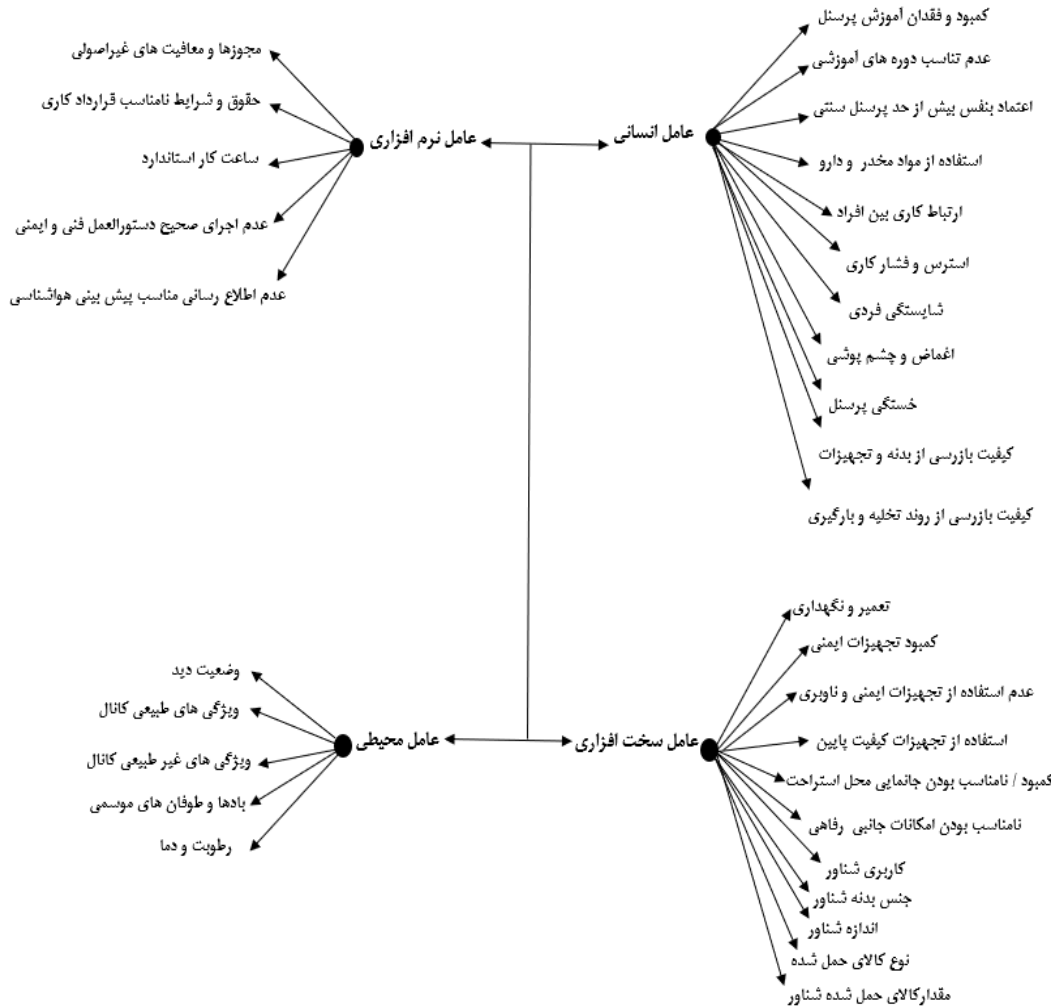 عامل انسانی
کمبود و فقدان آموزش پرسنل
عدم تناسب دوره های آموزشی
اعتماد بنفس بیش از حد پرسنل سنتی
استفاده از مواد مخدر و دارو
ارتباط کاری بین افراد
استرس و فشار کاری
شایستگی فردی
اغماض و چشم پوشی
خستگی پرسنل
کیفیت بازرسی از بدنه و تجهیزات
کیفیت بازرسی از روند تخلیه و بارگیری
عامل نرم افزاری
مجوزها و معافیت های غیراصولی
حقوق و شرایط نامناسب قرارداد کاری
ساعت کار استاندارد
عدم اجرای صحیح دستورالعمل فنی و ایمنی
عدم اطلاع رسانی مناسب پیش بینی هواشناسی
عامل سخت افزاری
تعمیر و نگهداری
کمبود تجهیزات ایمنی
عدم استفاده از تجهیزات ایمنی و ناوبری
استفاده از تجهیزات کیفیت پایین
کمبود / نامناسب بودن جانمایی محل استراحت
نامناسب بودن امکانات جانبی رفاهی
کاربری شناور
جنس بدنه شناور
اندازه شناور
نوع کالای حمل شده
مقدارکالای حمل شده شناور
عامل محیطی
وضعیت دید
ویژگی های طبیعی کانال
ویژگی های غیر طبیعی کانال
بادها و طوفان های موسمی
رطوبت و دما